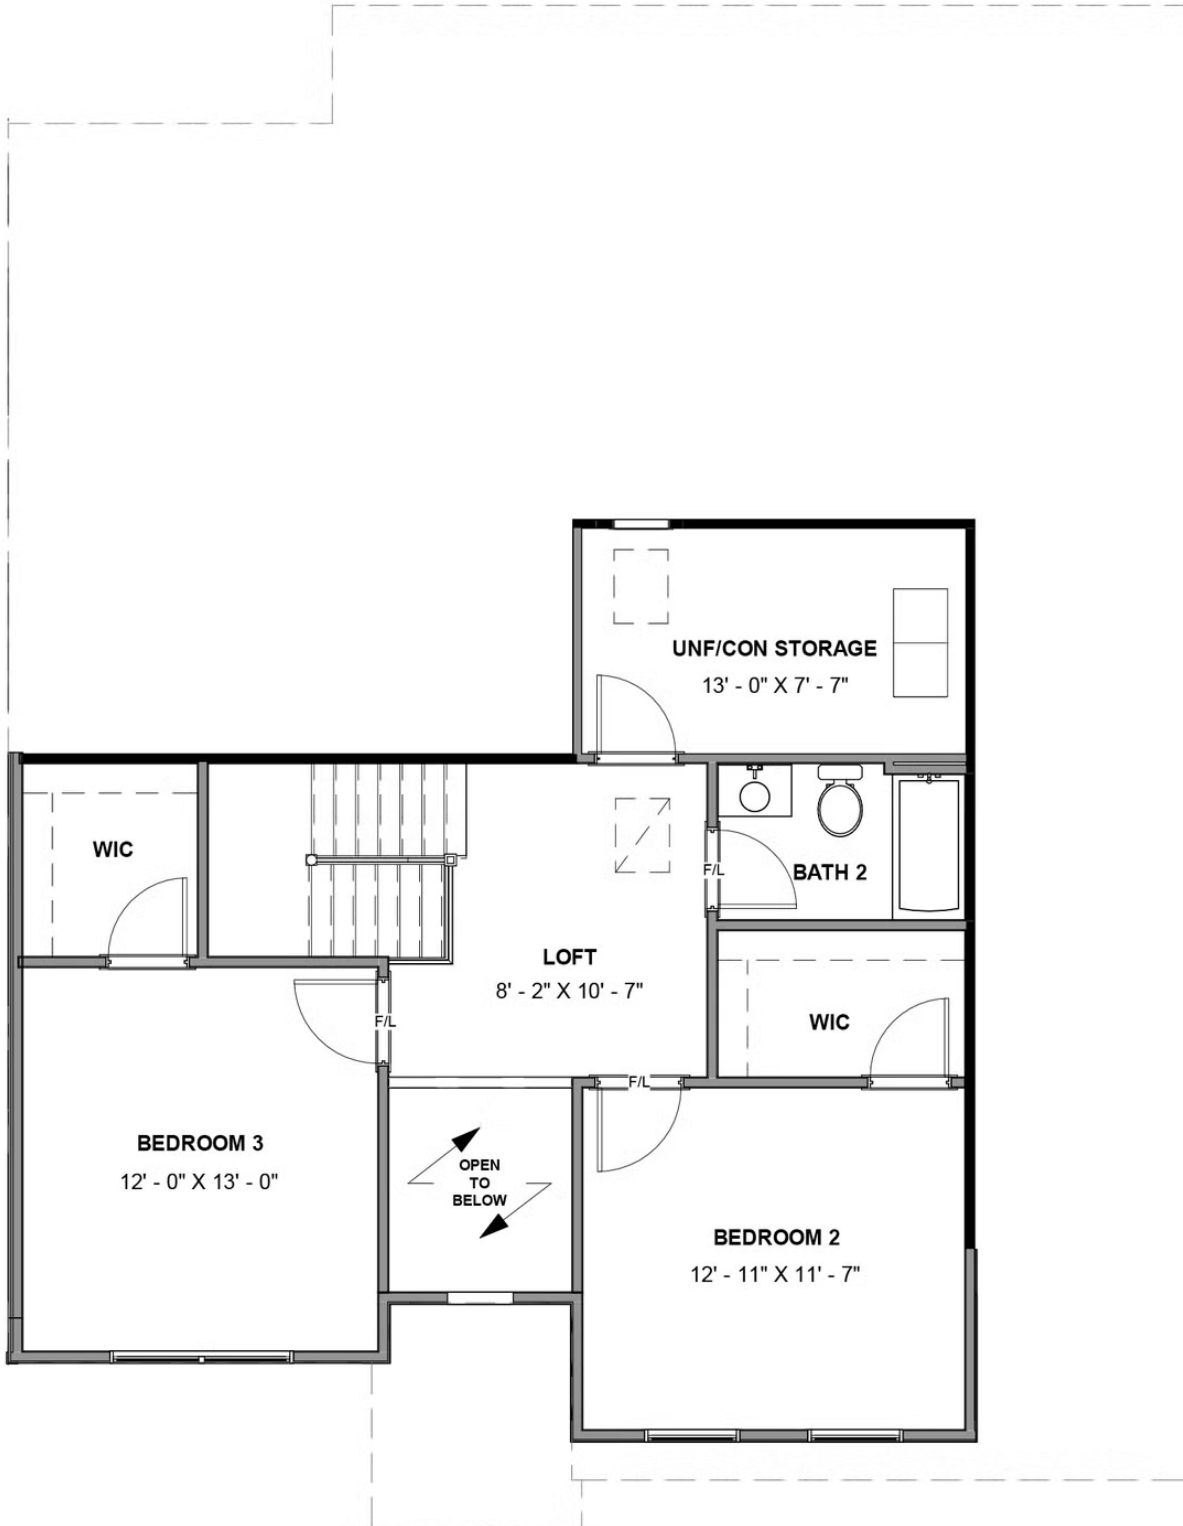 UNF/CON STORAGE
13' - 0" X 7' - 7"
WIC
F/L
BATH 2
LOFT
8' - 2" X 10' - 7"
F/L
WIC
F/L
BEDROOM 3
12' - 0" X 13' - 0"
OPEN
TO
BELOW
BEDROOM 2
12' - 11" X 11' - 7"